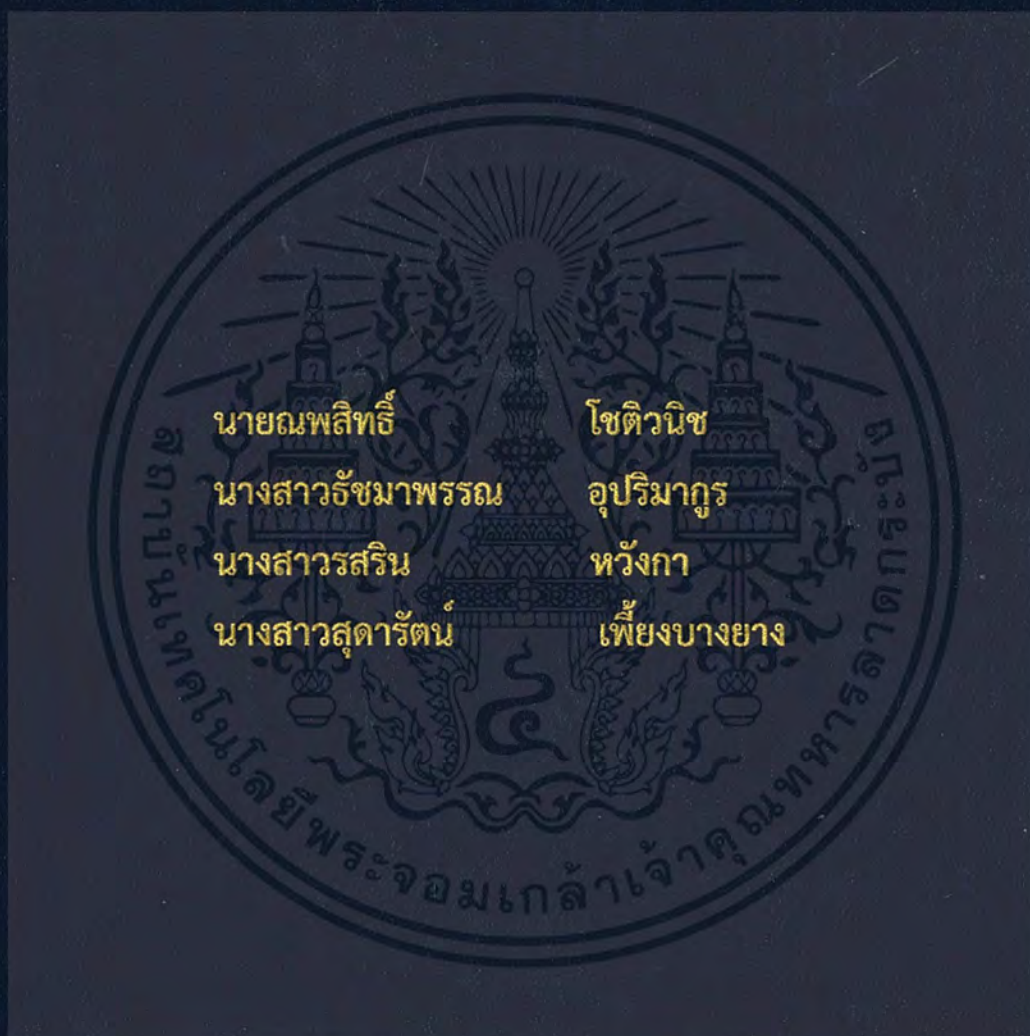 นายณพสิทธิ์ โชติวนิช
นางสาวธัชมาพรรณ อุปริมากูร
นางสาวรสริน หวังกา
นางสาวสุดารัตน์ เพี้ยงบางยาง
สถาบันเทคโนโลยีพระจอมเกล้าเจ้าคุณทหารลาดกระบัง
๔